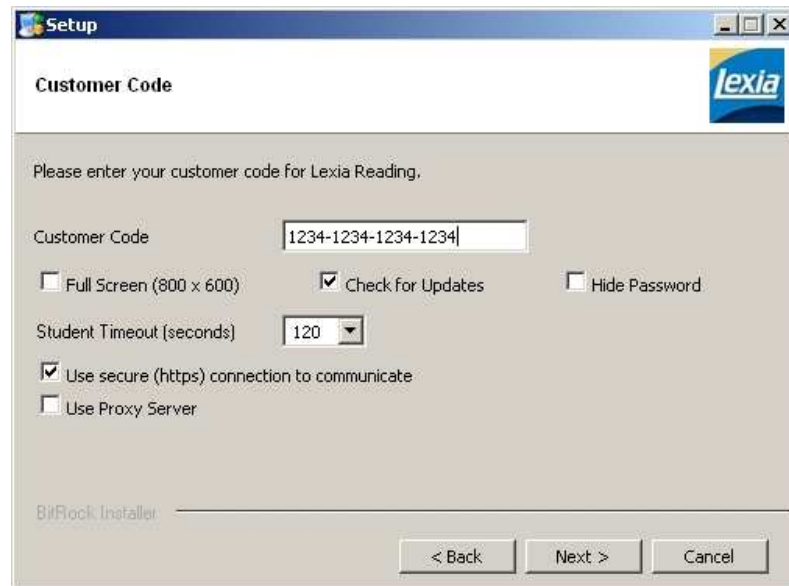 Setup
Customer Code
lexia
Please enter your customer code for Lexia Reading.
Customer Code 1234-1234-1234-1234
Full Screen (800 x 600) Check for Updates Hide Password
Student Timeout (seconds) 120
Use secure (https) connection to communicate
Use Proxy Server
BitRock Installer
< Back Next > Cancel